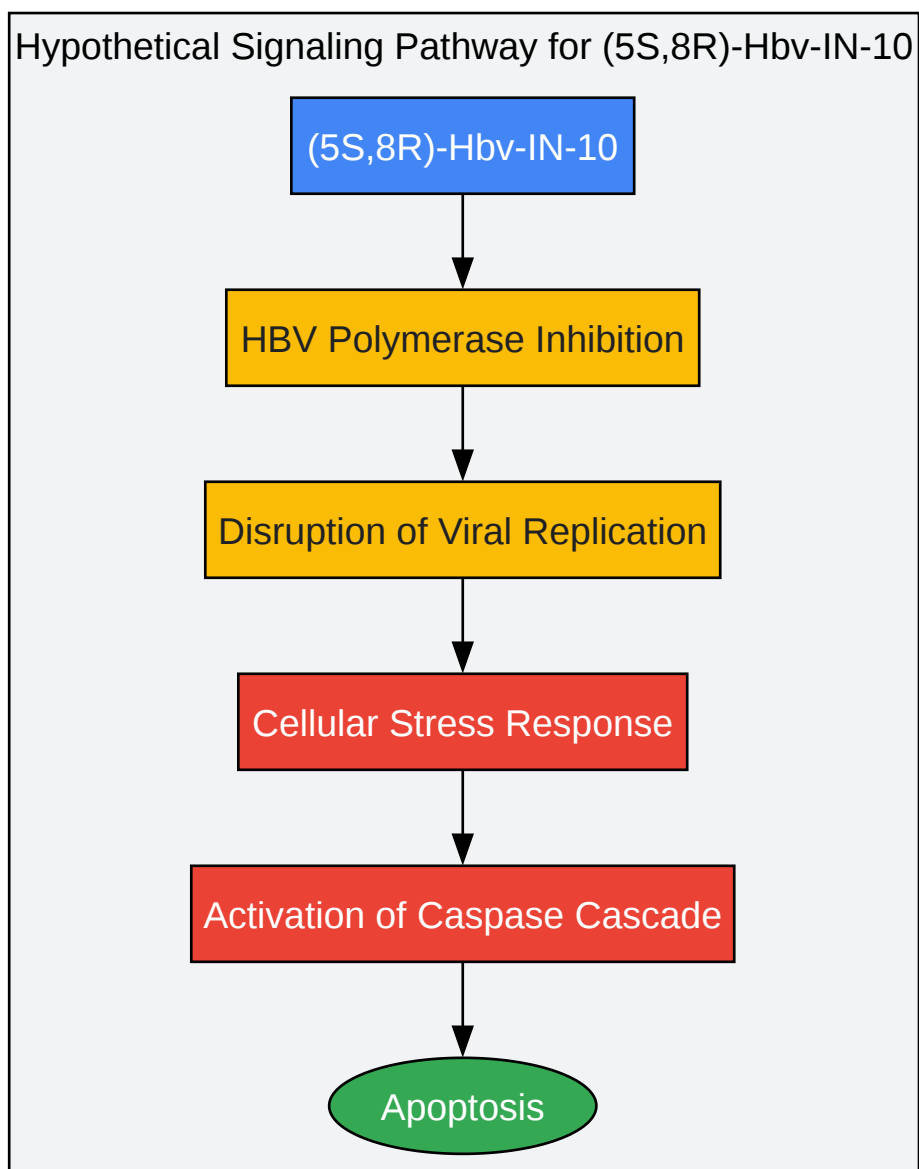 Hypothetical Signaling Pathway for (5S,8R)-Hbv-IN-10
(5S,8R)-Hbv-IN-10
HBV Polymerase Inhibition
Disruption of Viral Replication
Cellular Stress Response
Activation of Caspase Cascade
Apoptosis